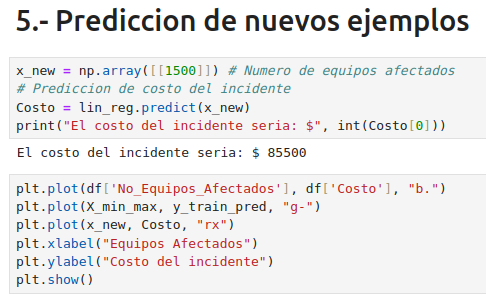 5.- Prediccion de nuevos ejemplos
x_new = np.array([[1500]]) # Numero de equipos afectados
# Prediccion de costo del incidente
Costo = lin_reg.predict(x_new)
print("El costo del incidente seria: $", int(Costo[0]))
El costo del incidente seria: $ 85500
plt.plot(df['No_Equipos_Afectados'], df['Costo'], "b.")
plt.plot(X_min_max, y_train_pred, "g-")
plt.plot(x_new, Costo, "rx")
plt.xlabel("Equipos Afectados")
plt.ylabel("Costo del incidente")
plt.show()